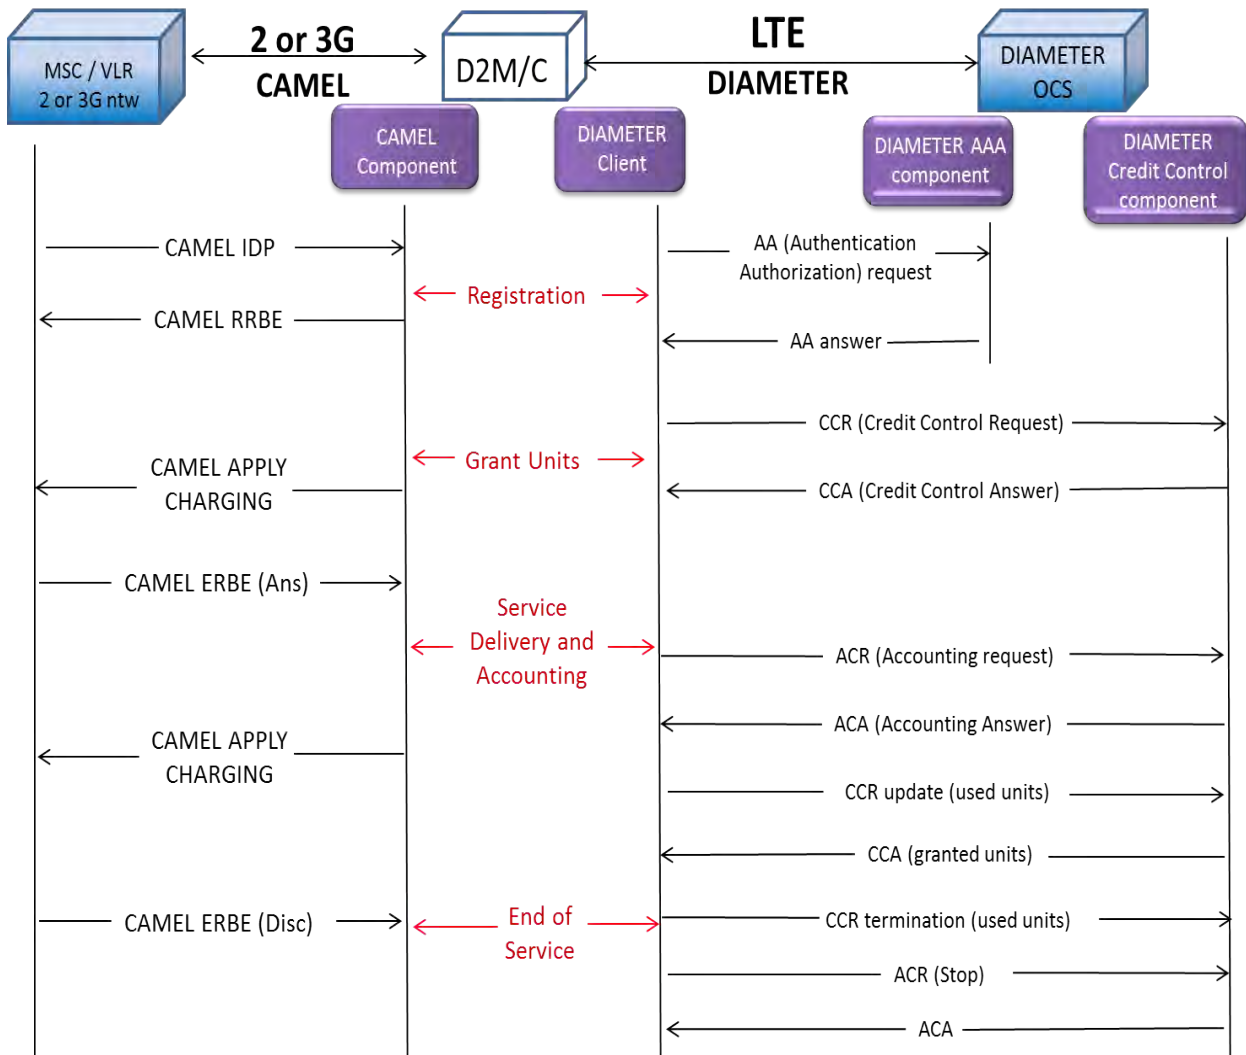 2 or 3G
CAMEL
LTE
DIAMETER
MSC / VLR
2 or 3G ntw
D2M/C
DIAMETER
OCS
CAMEL
Component
DIAMETER
Client
DIAMETER AAA
component
DIAMETER
Credit Control
component
CAMEL IDP
AA (Authentication
Authorization) request
Registration
CAMEL RRBE
AA answer
CCR (Credit Control Request)
Grant Units
CAMEL APPLY
CHARGING
CCA (Credit Control Answer)
CAMEL ERBE (Ans)
Service
Delivery and
Accounting
ACR (Accounting request)
ACA (Accounting Answer)
CAMEL APPLY
CHARGING
CCR update (used units)
CCA (granted units)
CAMEL ERBE (Disc)
End of
Service
CCR termination (used units)
ACR (Stop)
ACA